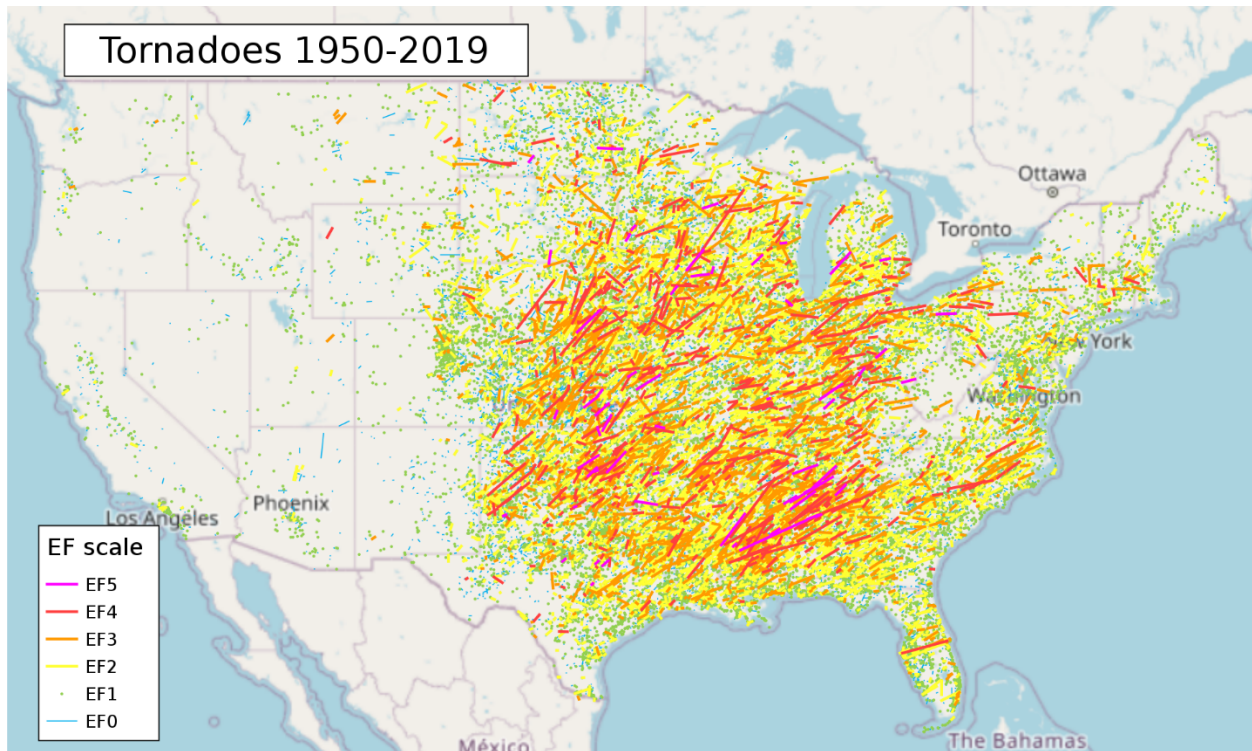 Tornadoes 1950-2019
Ottawa
Toronto
York
Washington
Phoenix
Los Angeles
EF scale
EF5
EF4
EF3
EF2
EF1
EF0
México
The Bahamas